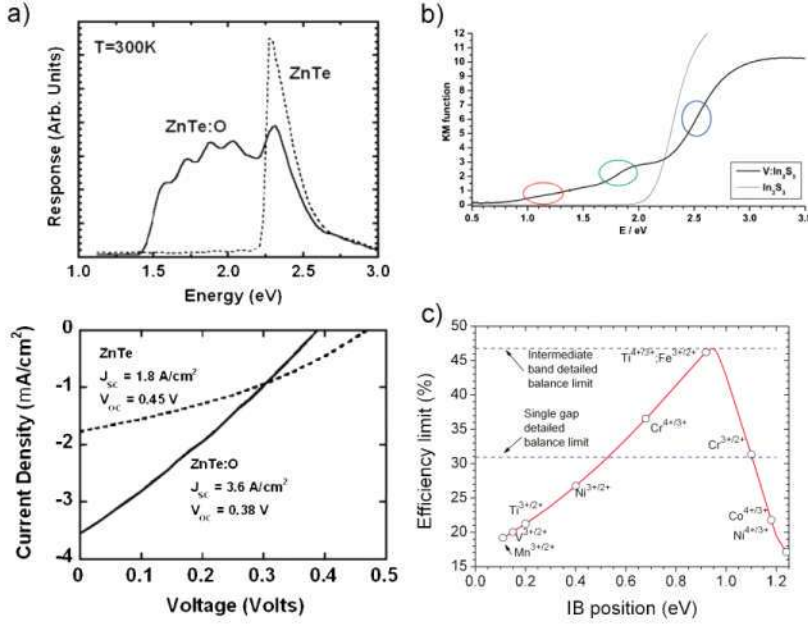 a)
T=300K
ZnTe
ZnTe:O
Response (Arb. Units)
1.0 1.5 2.0 2.5 3.0
Energy (eV)
0
-1
-2
-3
-4
ZnTe
J_sc = 1.8 A/cm²
V_oc = 0.45 V
ZnTe:O
J_sc = 3.6 A/cm²
V_oc = 0.38 V
Current Density (mA/cm²)
0.0 0.1 0.2 0.3 0.4 0.5
Voltage (Volts)
b)
12
11
10
9
8
7
6
5
4
3
2
1
0
KM function
V:In₂S₃
In₂S₃
0.5 1.0 1.5 2.0 2.5 3.0 3.5
E / eV
c)
50
45
40
35
30
25
20
15
Efficiency limit (%)
Intermediate
band detailed
balance limit
Ti⁴⁺/³⁺;Fe³⁺/²⁺
Single gap
detailed
balance limit
Cr⁴⁺/³⁺
Cr³⁺/²⁺
Ni³⁺/²⁺
Ti³⁺/²⁺
V³⁺/²⁺
Mn³⁺/²⁺
Co⁴⁺/³⁺
Ni⁴⁺/³⁺
0.0 0.2 0.4 0.6 0.8 1.0 1.2
IB position (eV)